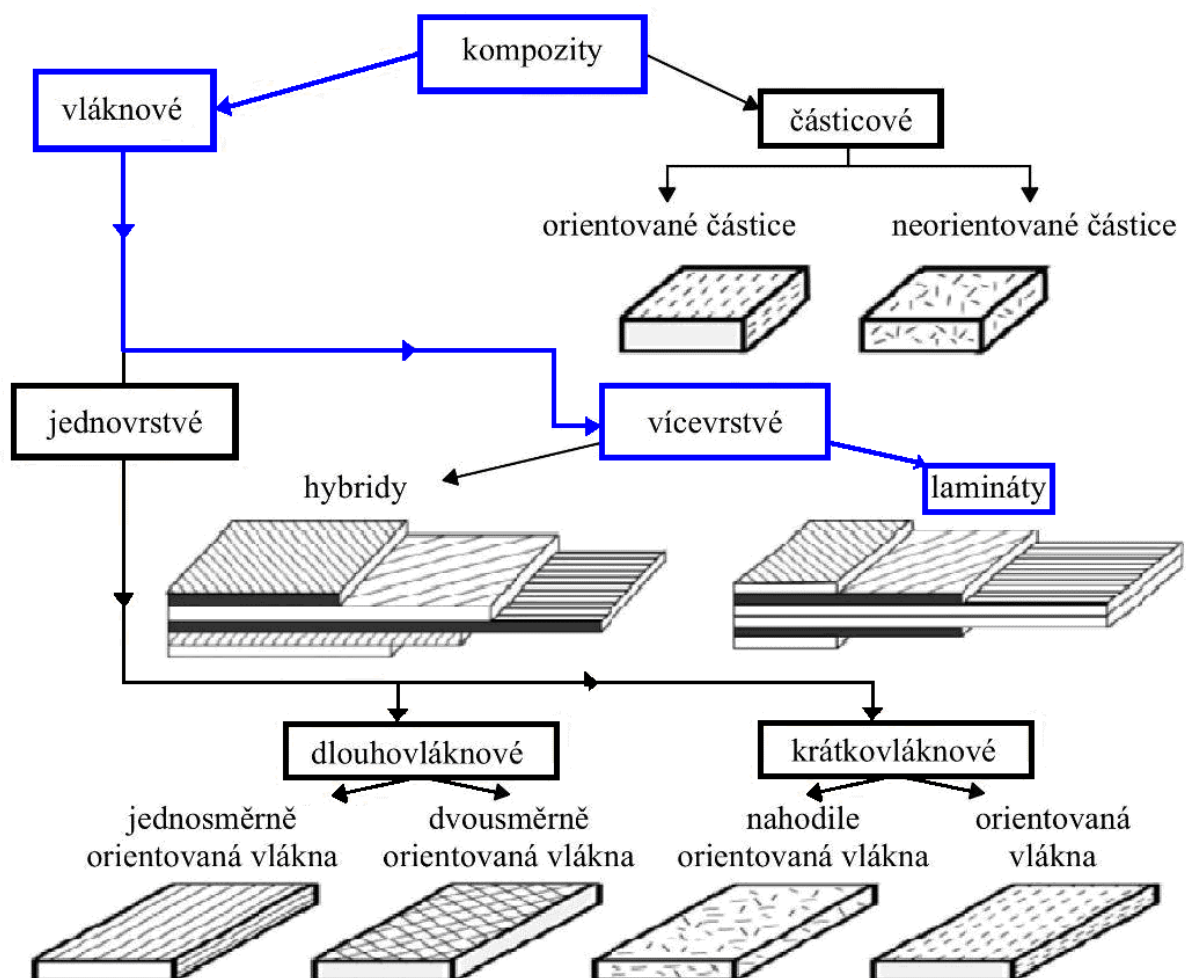 kompozity
vláknové
částicové
orientované částice
neorientované částice
jednovrstvé
vícevrstvé
hybridy
lamináty
dlouhovláknové
krátkovláknové
jednosměrně
orientovaná vlákna
dvousměrně
orientovaná vlákna
nahodile
orientovaná vlákna
orientovaná
vlákna